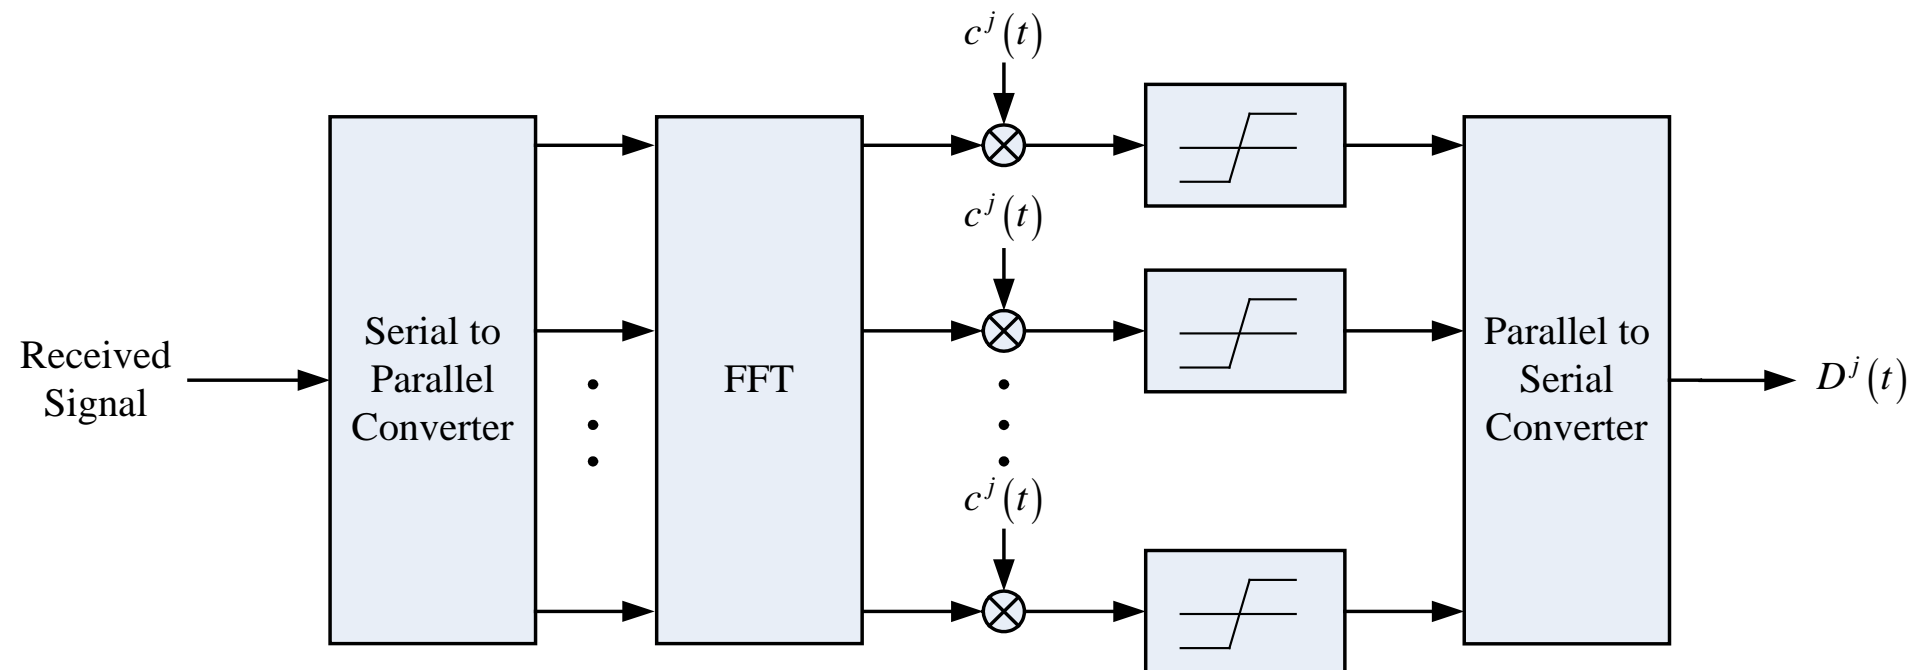 c^j(t)
c^j(t)
c^j(t)
Received
Signal
Serial to
Parallel
Converter
FFT
Parallel to
Serial
Converter
D^j(t)